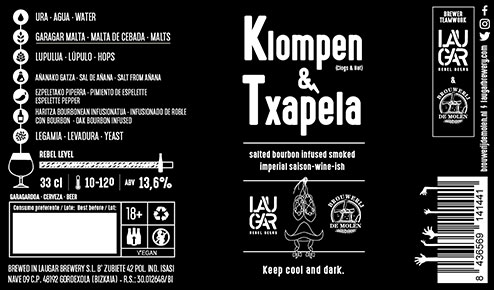 URA - AGUA - WATER
GARAGAR MALTA - MALTA DE CEBADA - MALTS
LUPULUA - LÚPULO - HOPS
AÑANAKO GATZA - SAL DE AÑANA - SALT FROM AÑANA
EZPELETAKO PIPERRA - PIMIENTO DE ESPELETTE
ESPELETTE PEPPER
HARITZA BOURBONEAN INFUSIONATUA - INFUSIONADO DE ROBLE
CON BOURBON - OAK BOURBON INFUSED
LEGAMIA - LEVADURA - YEAST
REBEL LEVEL
33 cl
10-120
ABV 13,6%
GARAGARDOA - CERVEZA - BEER
Consumo preferente / Lote: Best before / Lot:
18+
VEGAN
BREWED IN LAUGAR BREWERY S.L. Bº ZUBIETE 42 POL. IND. ISASI
NAVE 09 C.P. 48192 GORDEXOLA (BIZKAIA) - R.S.: 30.012648/BI
Klompen
(Clogs & Hat)
&
Txapela
salted bourbon infused smoked
imperial saison-wine-ish
LAUGAR
REBEL BEERS
BROUWERIJ
DE MOLEN
Keep cool and dark.
BREWER
TEAMWORK
LAUGAR
REBEL BEERS
&
BROUWERIJ
DE MOLEN
brouwerijdemolen.nl
laugarbrewery.com
8 436569 141441